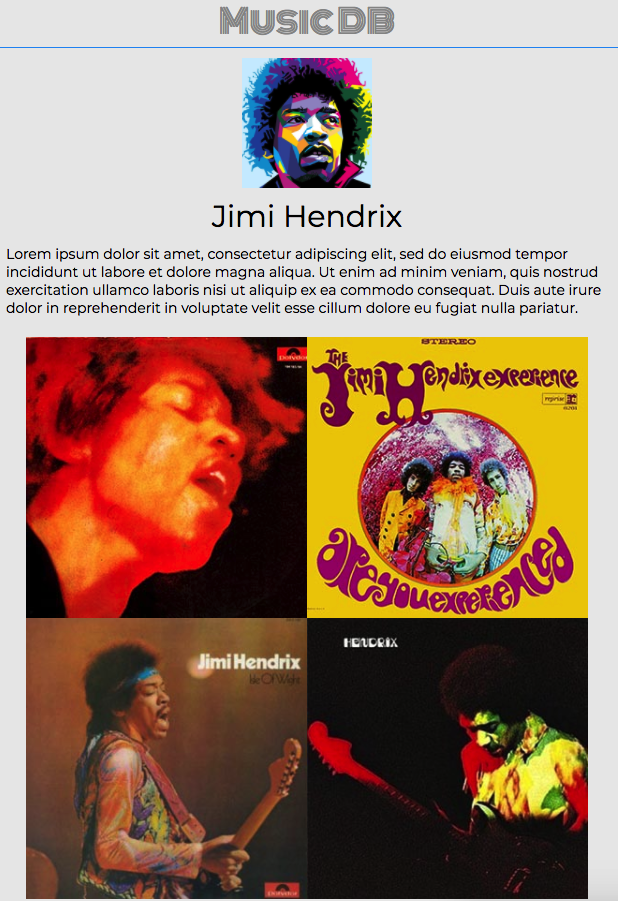 MUSIC DB
Jimi Hendrix
Lorem ipsum dolor sit amet, consectetur adipiscing elit, sed do eiusmod tempor
incididunt ut labore et dolore magna aliqua. Ut enim ad minim veniam, quis nostrud
exercitation ullamco laboris nisi ut aliquip ex ea commodo consequat. Duis aute irure
dolor in reprehenderit in voluptate velit esse cillum dolore eu fugiat nulla pariatur.
polydor
STEREO
THE
Jimi Hendrix experience
reprise
are you experienced
Jimi Hendrix
Isle Of Wight
polydor
HENDRIX